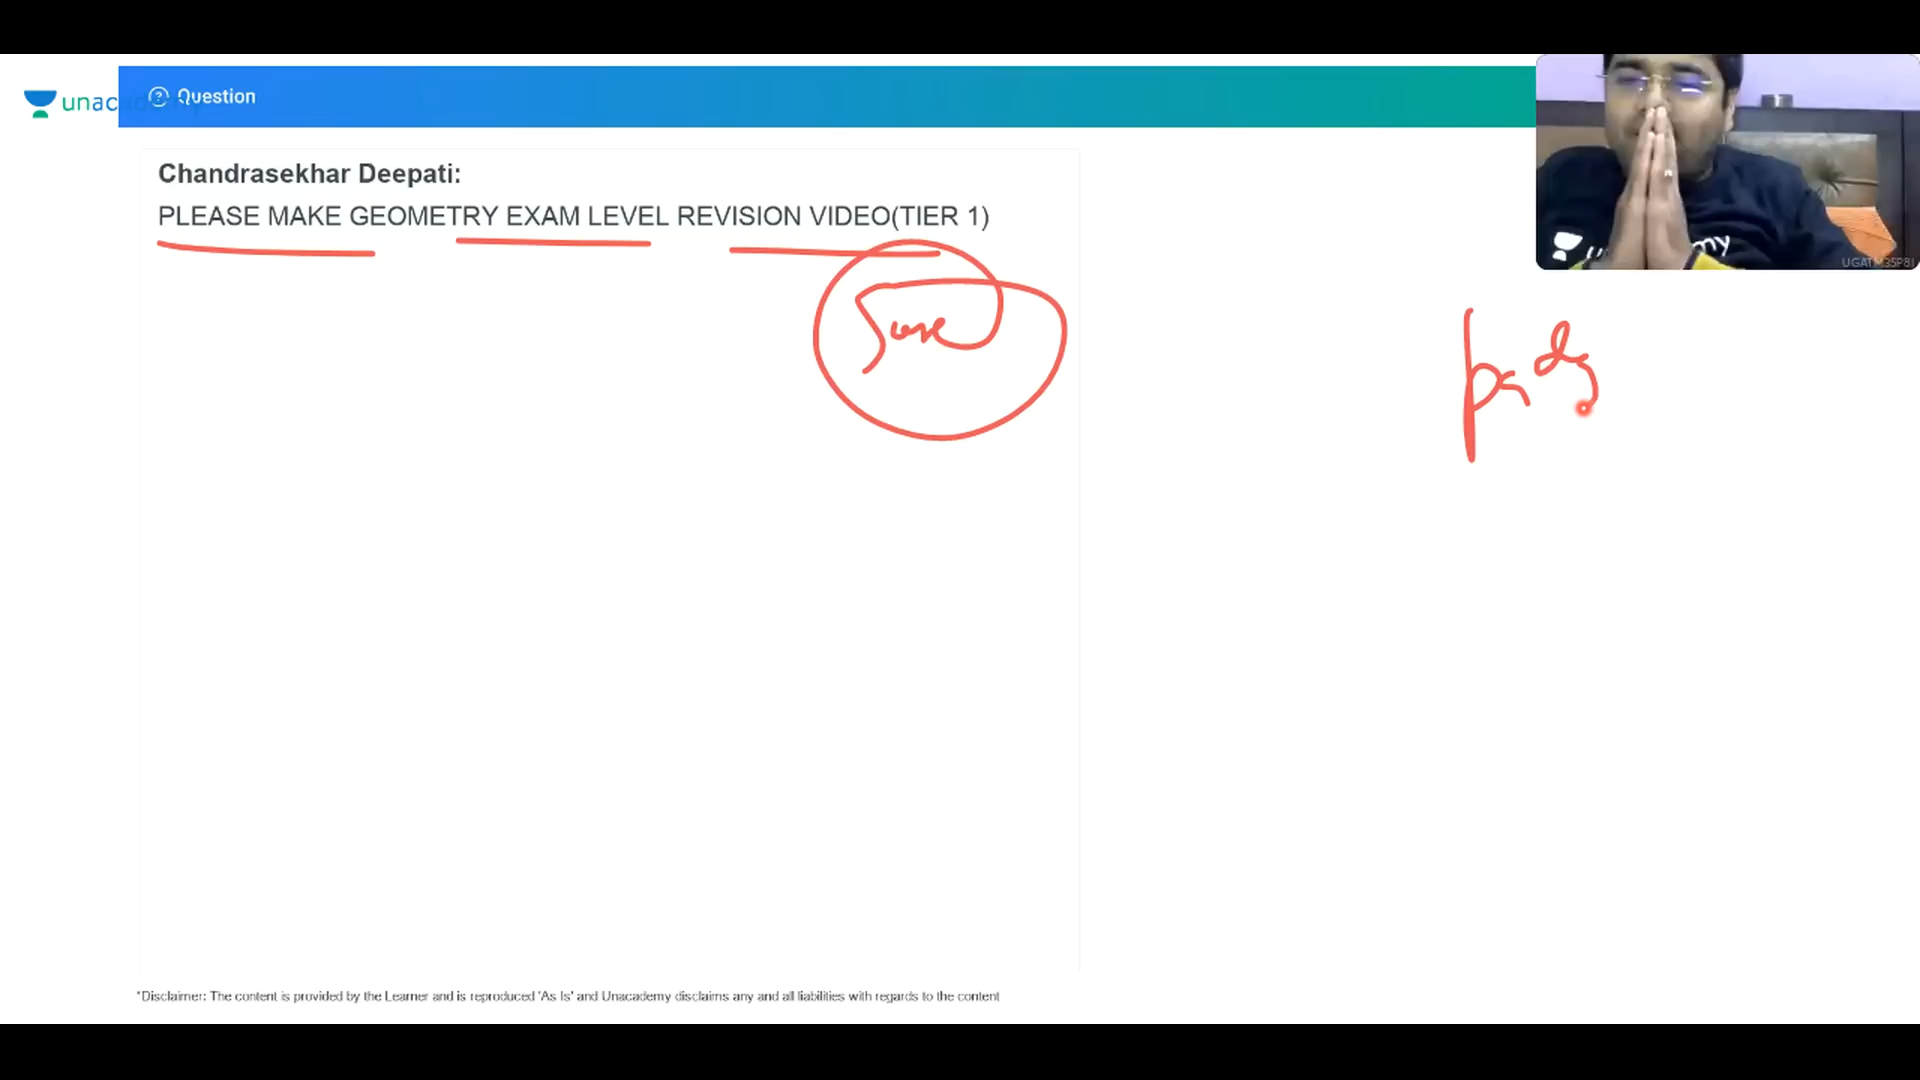 unacademy
Question
Chandrasekhar Deepati:
PLEASE MAKE GEOMETRY EXAM LEVEL REVISION VIDEO(TIER 1)
Sure
UGATM35P8I
*Disclaimer: The content is provided by the Learner and is reproduced 'As Is' and Unacademy disclaims any and all liabilities with regards to the content